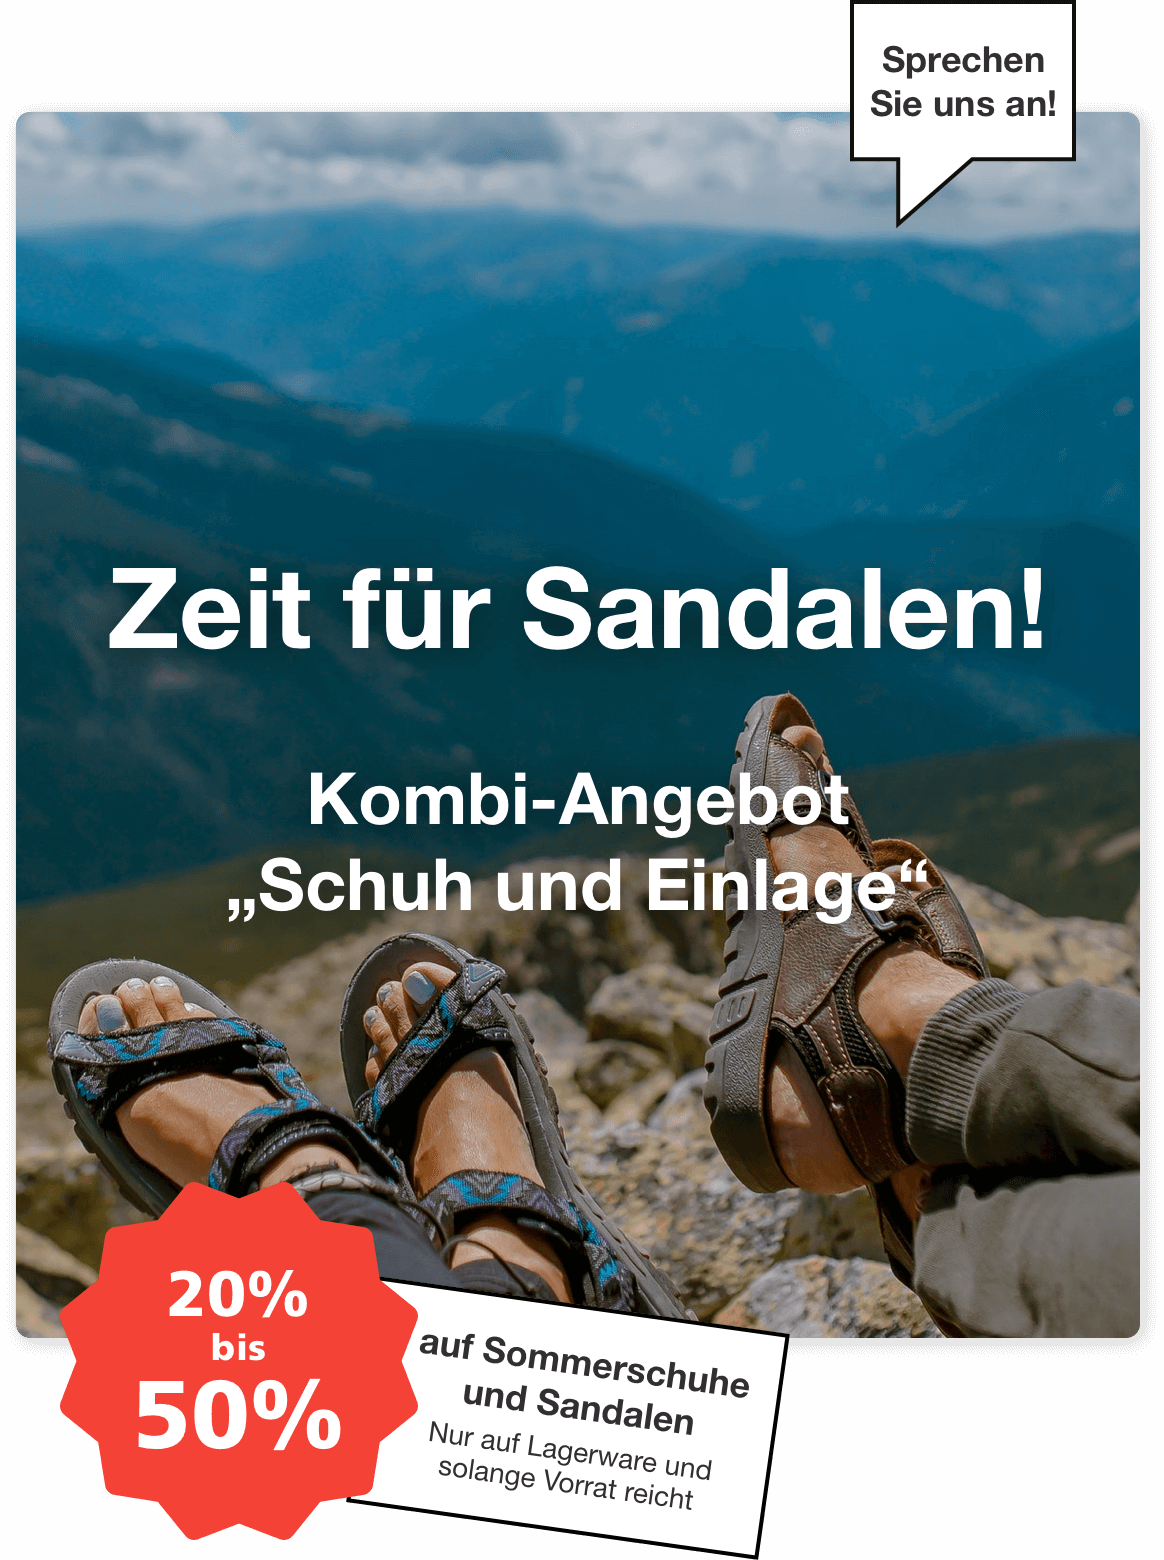 Sprechen
Sie uns an!
Zeit für Sandalen!
Kombi-Angebot
„Schuh und Einlage“
20%
bis
50%
auf Sommerschuhe
und Sandalen
Nur auf Lagerware und
solange Vorrat reicht